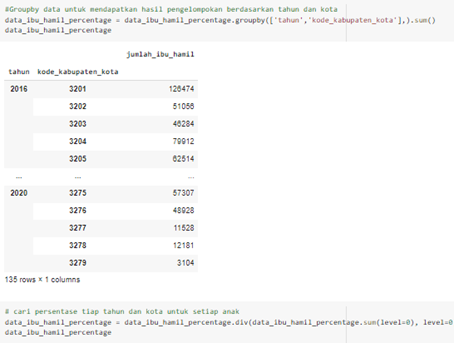 #Groupby data untuk mendapatkan hasil pengelompokan berdasarkan tahun dan kota
data_ibu_hamil_percentage = data_ibu_hamil_percentage.groupby(['tahun','kode_kabupaten_kota'],).sum()
data_ibu_hamil_percentage
jumlah_ibu_hamil
tahun kode_kabupaten_kota
2016 3201 126474
3202 51056
3203 46284
3204 79912
3205 62514
... ... ...
2020 3275 57307
3276 48928
3277 11528
3278 12181
3279 3104
135 rows × 1 columns
# cari persentase tiap tahun dan kota untuk setiap anak
data_ibu_hamil_percentage = data_ibu_hamil_percentage.div(data_ibu_hamil_percentage.sum(level=0), level=0
data_ibu_hamil_percentage